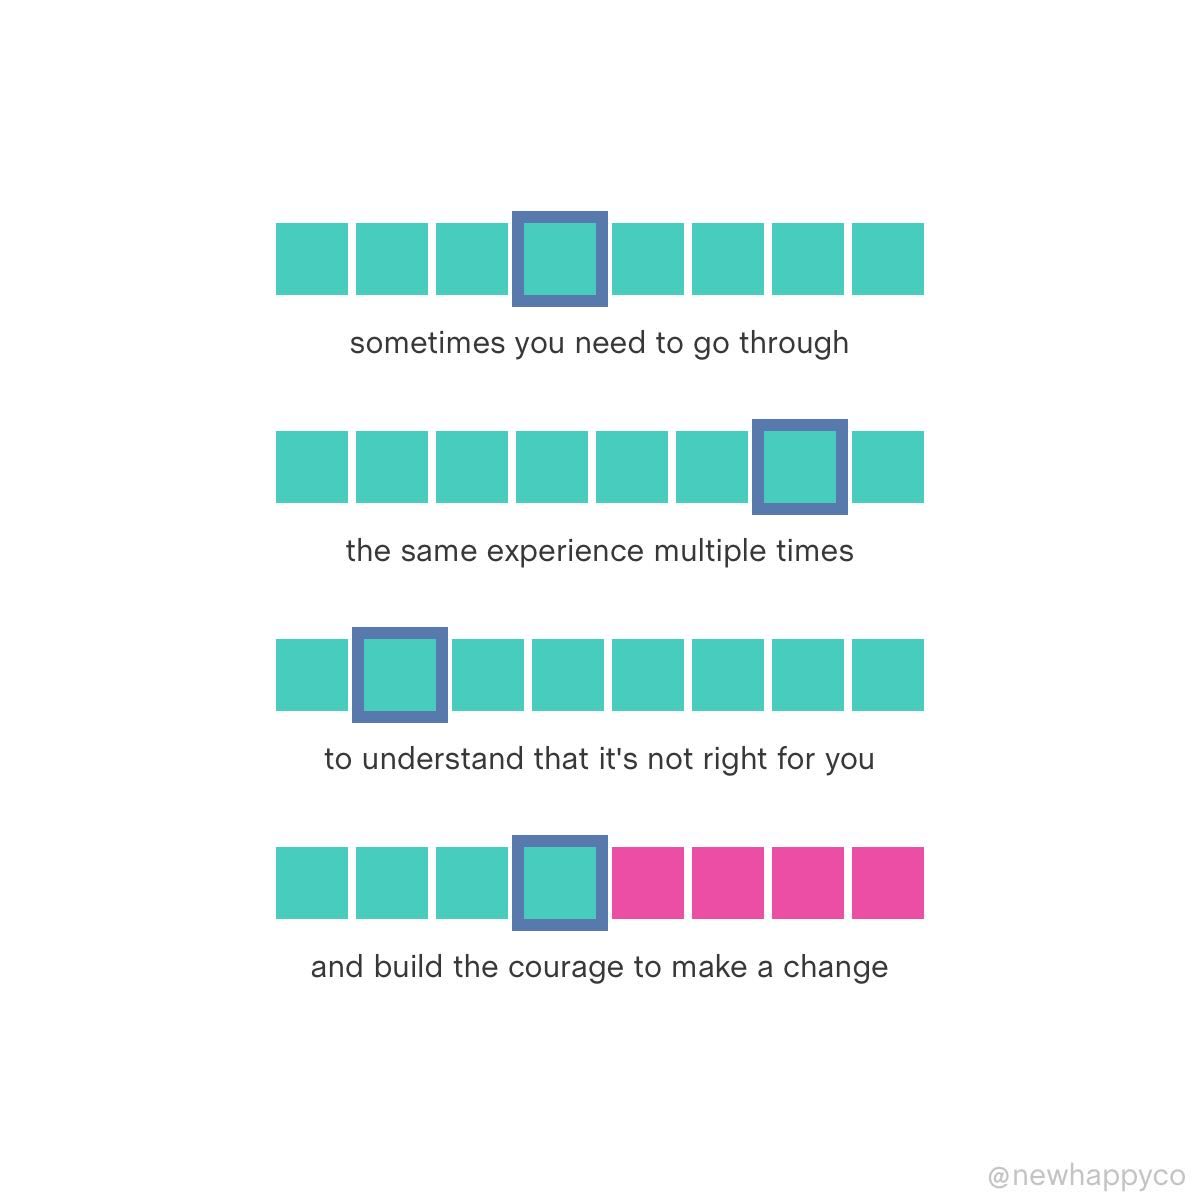 sometimes you need to go through
the same experience multiple times
to understand that it's not right for you
and build the courage to make a change
@newhappyco